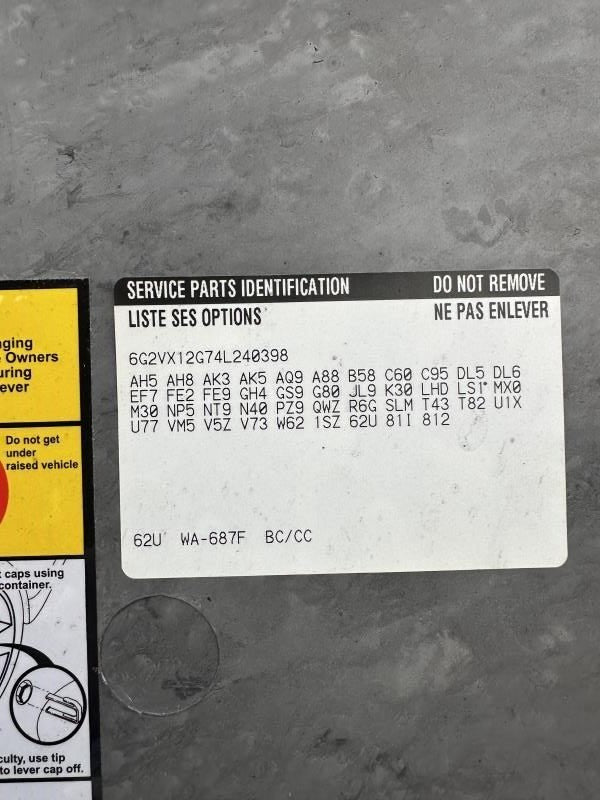 SERVICE PARTS IDENTIFICATION DO NOT REMOVE
LISTE SES OPTIONS NE PAS ENLEVER
6G2VX12G74L240398
AH5 AH8 AK3 AK5 AQ9 A88 B58 C60 C95 DL5 DL6
EF7 FE2 FE9 GH4 GS9 G80 JL9 K30 LHD LS1* MX0
M30 NP5 NT9 N40 PZ9 QWZ R6G SLM T43 T82 U1X
U77 VM5 V5Z V73 W62 1SZ 62U 81I 812
62U WA-687F BC/CC
nging
Owners
uring
ever
Do not get
under
raised vehicle
caps using
container.
culty, use tip
to lever cap off.